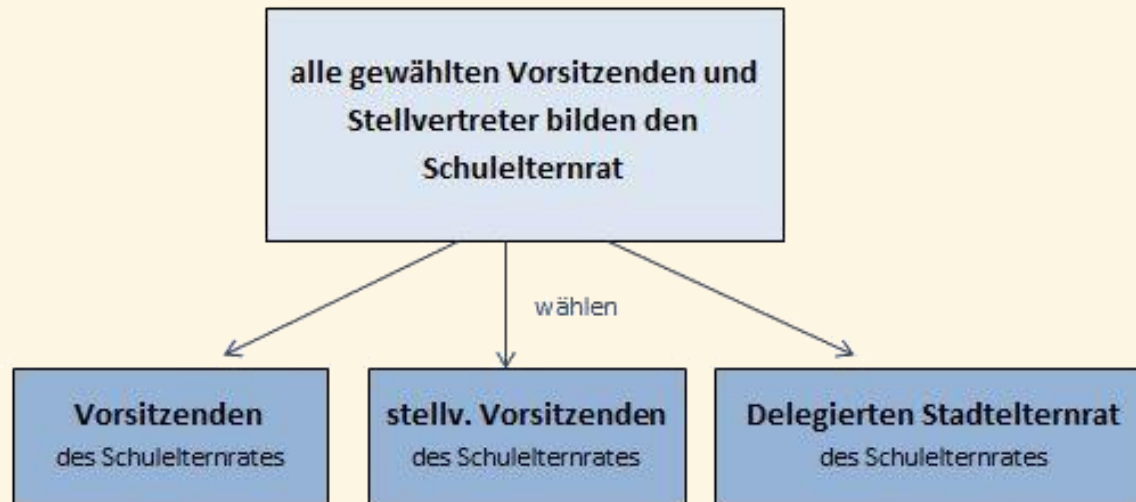 alle gewählten Vorsitzenden und
Stellvertreter bilden den
Schulelternrat
wählen
Vorsitzenden
des Schulelternrates
stellv. Vorsitzenden
des Schulelternrates
Delegierten Stadtelternrat
des Schulelternrates